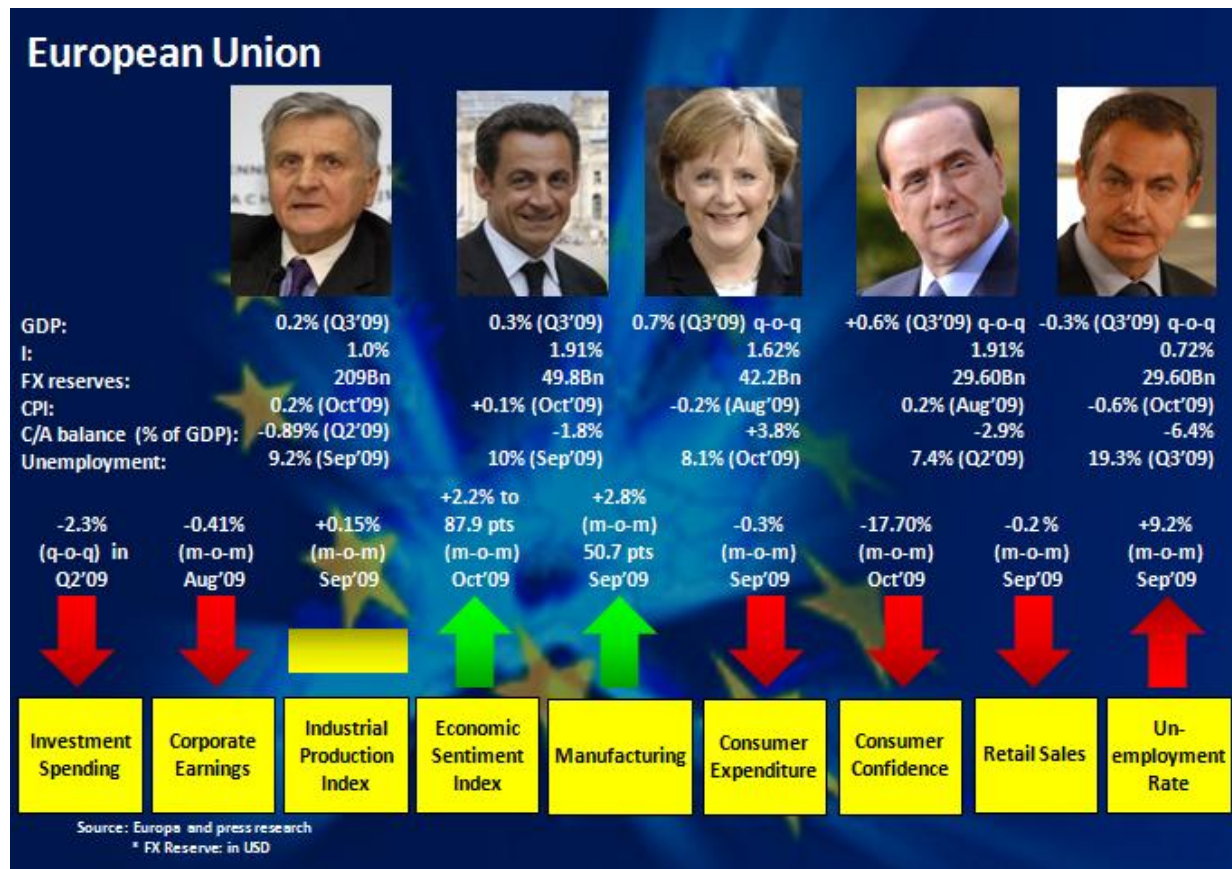 European Union
GDP: 0.2% (Q3'09) 0.3% (Q3'09) 0.7% (Q3'09) q-o-q +0.6% (Q3'09) q-o-q -0.3% (Q3'09) q-o-q
I: 1.0% 1.91% 1.62% 1.91% 0.72%
FX reserves: 209Bn 49.8Bn 42.2Bn 29.60Bn 29.60Bn
CPI: 0.2% (Oct'09) +0.1% (Oct'09) -0.2% (Aug'09) 0.2% (Aug'09) -0.6% (Oct'09)
C/A balance (% of GDP): -0.89% (Q2'09) -1.8% +3.8% -2.9% -6.4%
Unemployment: 9.2% (Sep'09) 10% (Sep'09) 8.1% (Oct'09) 7.4% (Q2'09) 19.3% (Q3'09)
-2.3%
(q-o-q) in
Q2'09
-0.41%
(m-o-m)
Aug'09
+0.15%
(m-o-m)
Sep'09
+2.2% to
87.9 pts
(m-o-m)
Oct'09
+2.8%
(m-o-m)
50.7 pts
Sep'09
-0.3%
(m-o-m)
Sep'09
-17.70%
(m-o-m)
Oct'09
-0.2 %
(m-o-m)
Sep'09
+9.2%
(m-o-m)
Sep'09
Investment
Spending
Corporate
Earnings
Industrial
Production
Index
Economic
Sentiment
Index
Manufacturing
Consumer
Expenditure
Consumer
Confidence
Retail Sales
Un-
employment
Rate
Source: Europa and press research
* FX Reserve: in USD